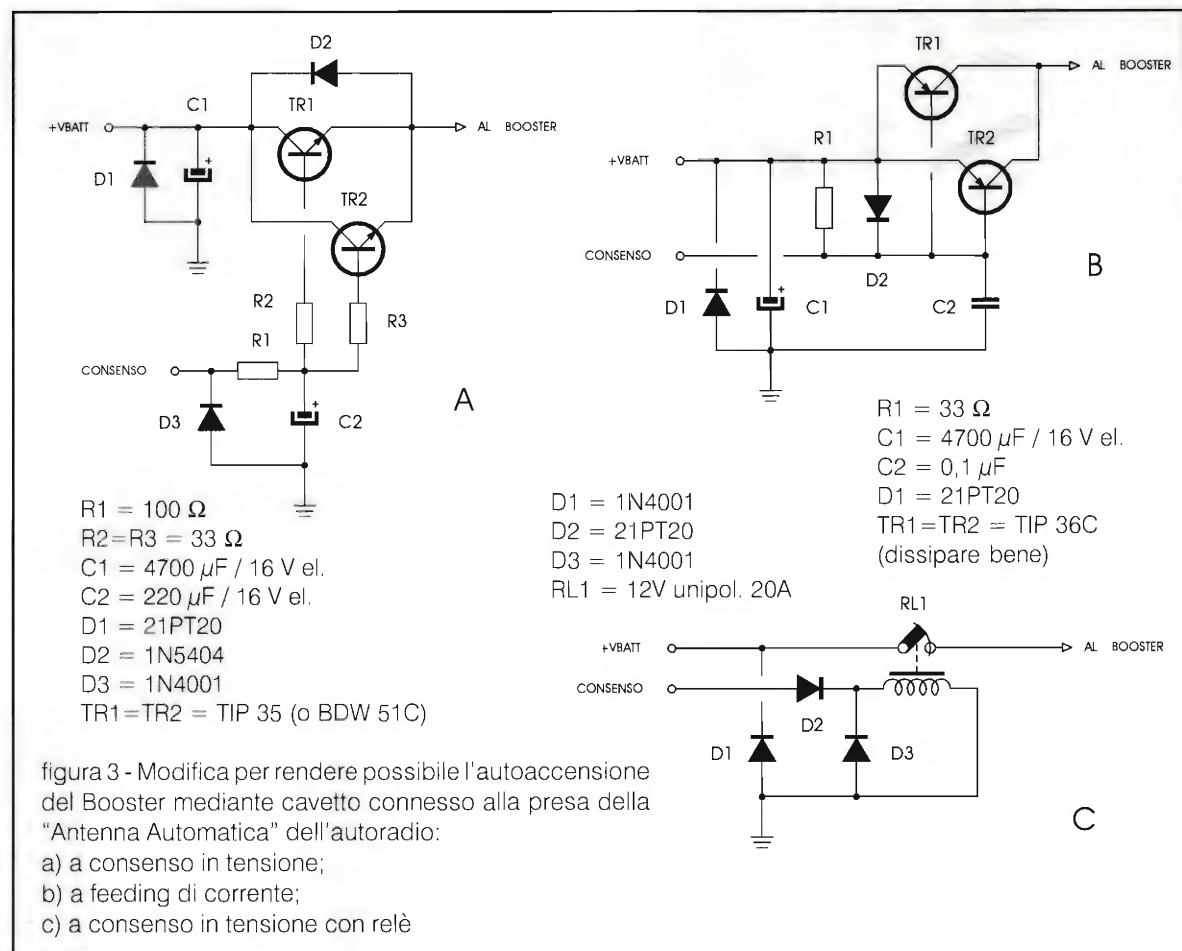 D2
TR1
C1
+VBATT
AL BOOSTER
+
D1
TR2
R2
R3
R1
CONSENSO
A
D3
+
C2
R1 = 100 Ω
R2=R3 = 33 Ω
C1 = 4700 µF / 16 V el.
C2 = 220 µF / 16 V el.
D1 = 21PT20
D2 = 1N5404
D3 = 1N4001
TR1=TR2 = TIP 35 (o BDW 51C)
TR1
AL BOOSTER
R1
TR2
+VBATT
CONSENSO
B
D2
D1
+
C1
C2
R1 = 33 Ω
C1 = 4700 µF / 16 V el.
C2 = 0,1 µF
D1 = 21PT20
TR1=TR2 = TIP 36C
(dissipare bene)
D1 = 1N4001
D2 = 21PT20
D3 = 1N4001
RL1 = 12V unipol. 20A
RL1
+VBATT
AL BOOSTER
CONSENSO
D2
D1
D3
C
figura 3 - Modifica per rendere possibile l'autoaccensione
del Booster mediante cavetto connesso alla presa della
"Antenna Automatica" dell'autoradio:
a) a consenso in tensione;
b) a feeding di corrente;
c) a consenso in tensione con relè